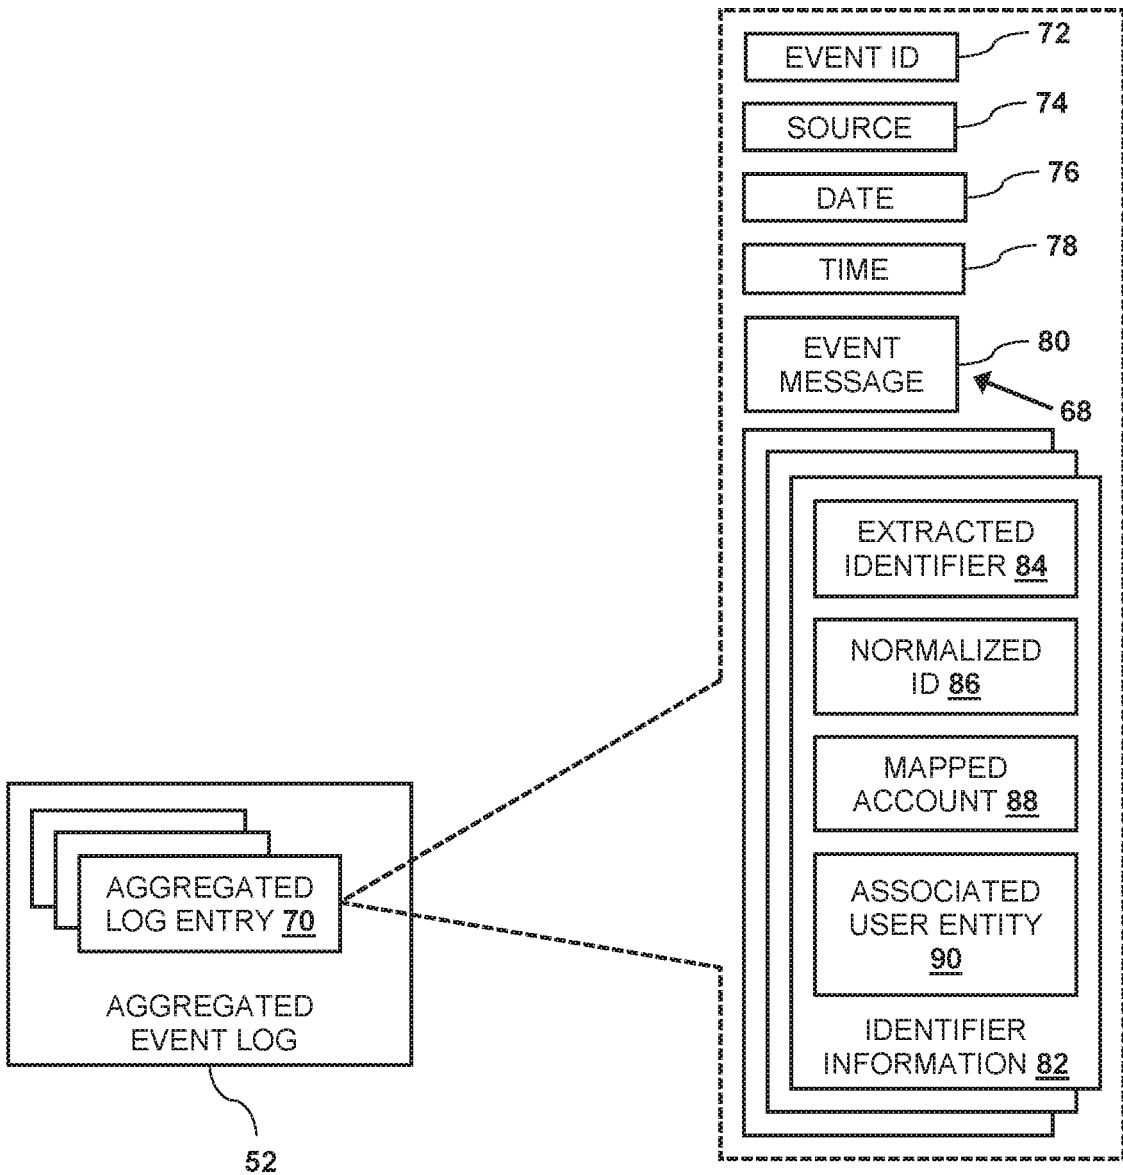 EVENT ID
72
SOURCE
74
DATE
76
TIME
78
EVENT
MESSAGE
80
68
EXTRACTED
IDENTIFIER 84
NORMALIZED
ID 86
MAPPED
ACCOUNT 88
ASSOCIATED
USER ENTITY
90
IDENTIFIER
INFORMATION 82
AGGREGATED
LOG ENTRY 70
AGGREGATED
EVENT LOG
52